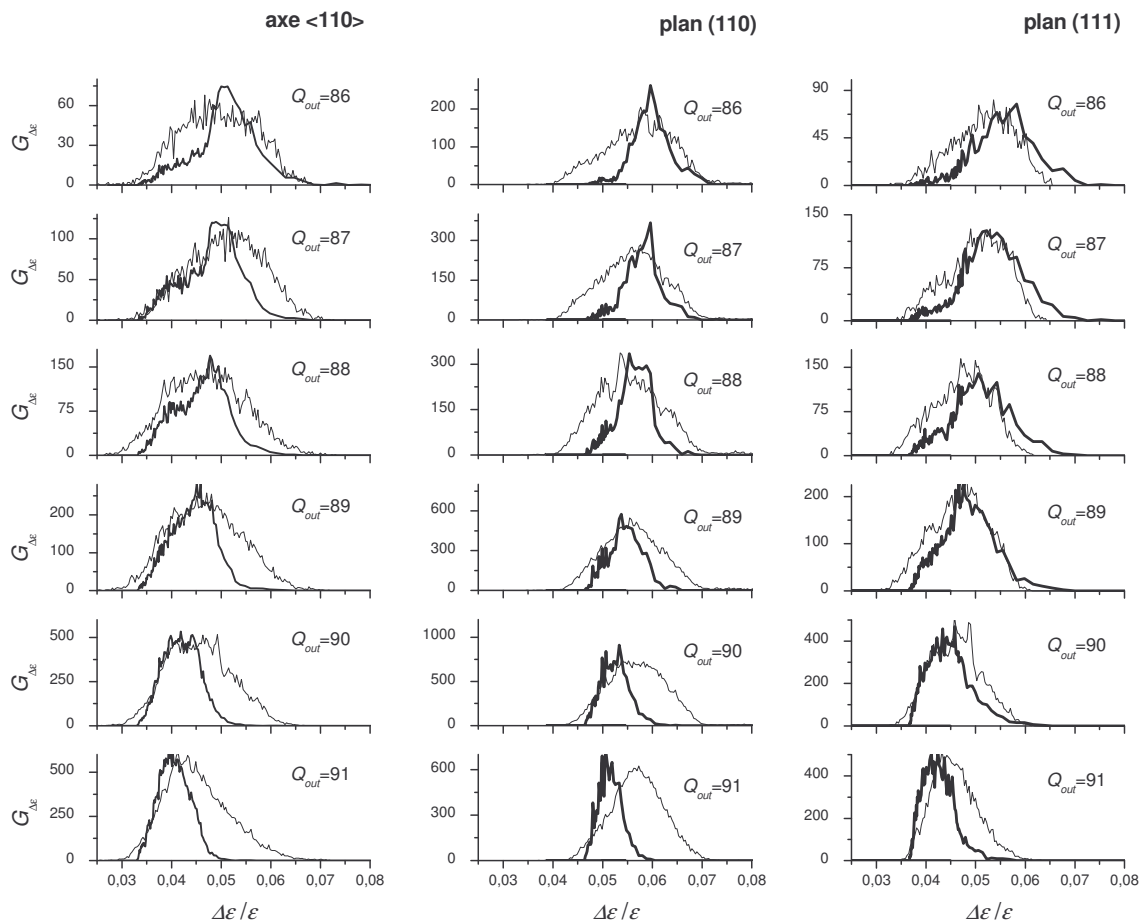 axe <110>
plan (110)
plan (111)
G_Δε
75
60
30
0
Q_out=86
200
100
0
Q_out=86
90
45
0
Q_out=86
G_Δε
100
50
0
Q_out=87
300
150
0
Q_out=87
150
75
0
Q_out=87
G_Δε
150
75
0
Q_out=88
300
150
0
Q_out=88
150
75
0
Q_out=88
G_Δε
200
100
0
Q_out=89
600
300
0
Q_out=89
200
100
0
Q_out=89
G_Δε
500
250
0
Q_out=90
1000
500
0
Q_out=90
400
200
0
Q_out=90
G_Δε
500
250
0
Q_out=91
600
300
0
Q_out=91
400
200
0
Q_out=91
0,03 0,04 0,05 0,06 0,07 0,08
0,03 0,04 0,05 0,06 0,07 0,08
0,03 0,04 0,05 0,06 0,07 0,08
Δε/ε
Δε/ε
Δε/ε